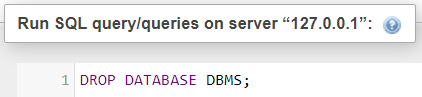 Run SQL query/queries on server “127.0.0.1”:
1 DROP DATABASE DBMS;